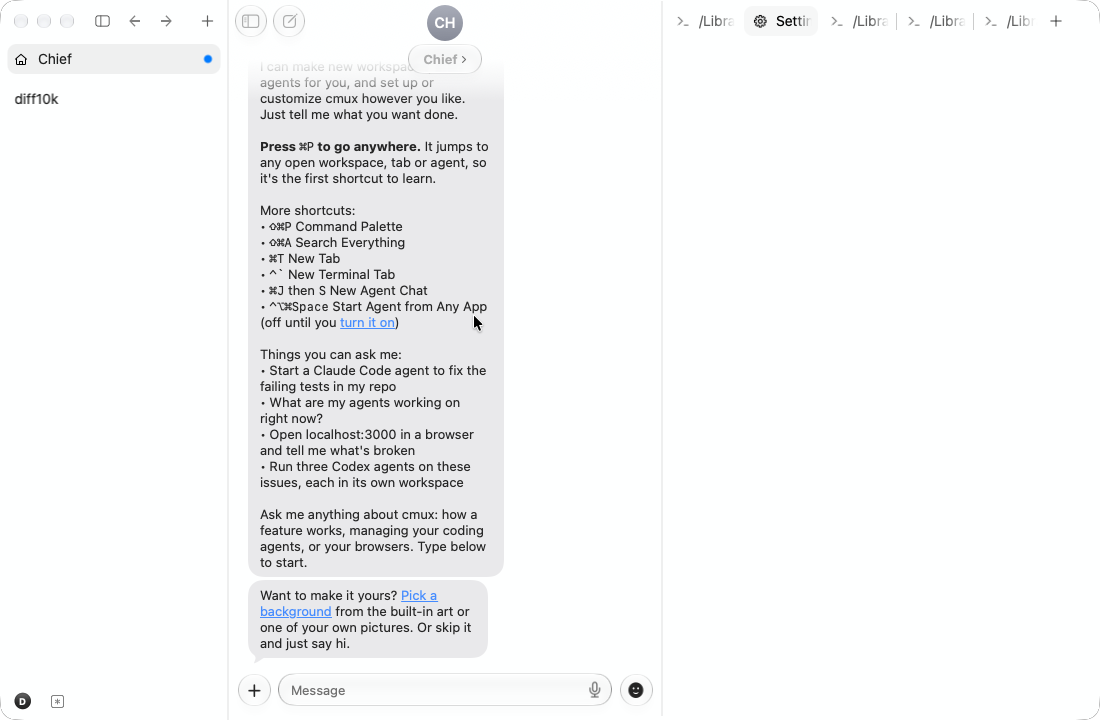 /Libra
Settin
/Libra
/Libra
/Libr
CH
Chief
Chief
diff10k
I can make new workspac
agents for you, and set up or
customize cmux however you like.
Just tell me what you want done.
Press ⌘P to go anywhere. It jumps to
any open workspace, tab or agent, so
it's the first shortcut to learn.
More shortcuts:
• ⇧⌘P Command Palette
• ⇧⌘A Search Everything
• ⌘T New Tab
• ^` New Terminal Tab
• ⌘J then S New Agent Chat
• ^⌥⌘Space Start Agent from Any App
(off until you turn it on)
Things you can ask me:
• Start a Claude Code agent to fix the
failing tests in my repo
• What are my agents working on
right now?
• Open localhost:3000 in a browser
and tell me what's broken
• Run three Codex agents on these
issues, each in its own workspace
Ask me anything about cmux: how a
feature works, managing your coding
agents, or your browsers. Type below
to start.
Want to make it yours? Pick a
background from the built-in art or
one of your own pictures. Or skip it
and just say hi.
Message
D